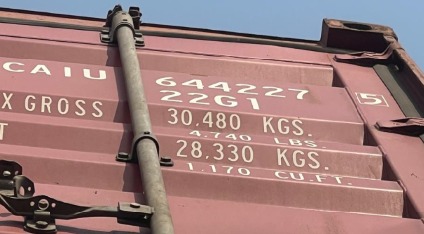 CAIU 644227 5
22G1
X GROSS 30.480 KGS.
4.740 LBS.
T 28.330 KGS.
1.170 CU.FT.